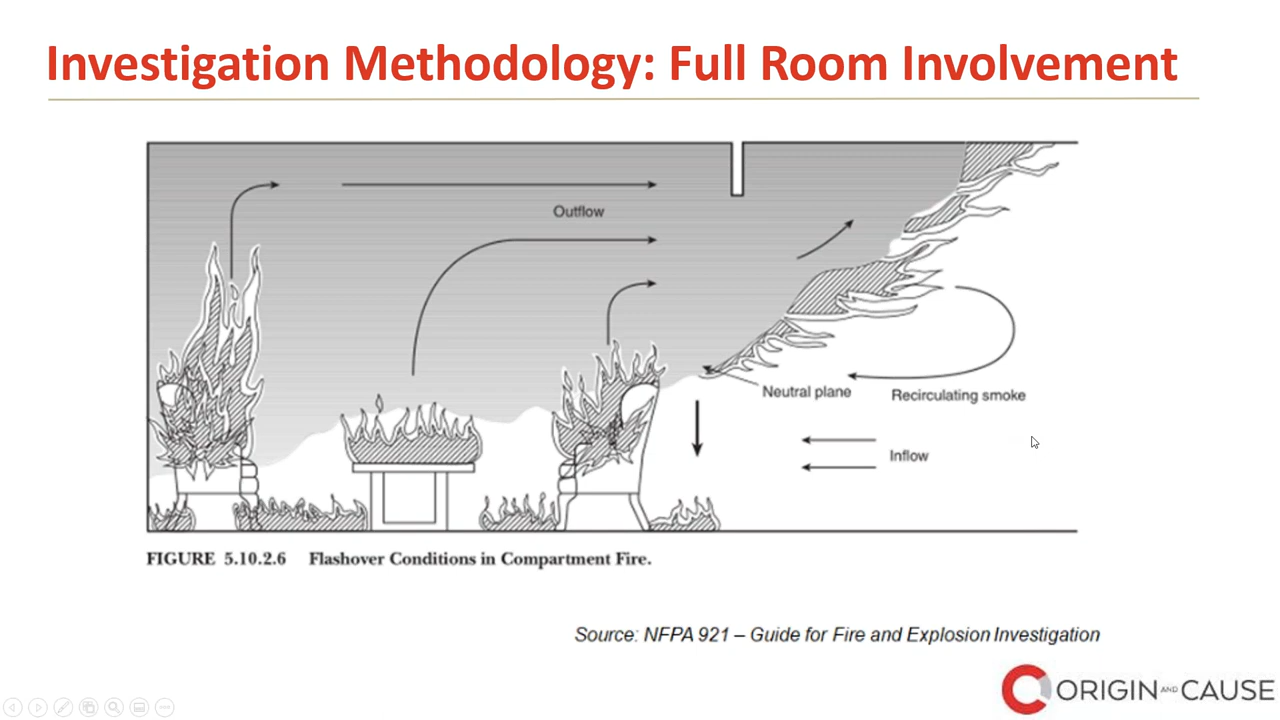 Investigation Methodology: Full Room Involvement
Outflow
Neutral plane
Recirculating smoke
Inflow
FIGURE 5.10.2.6 Flashover Conditions in Compartment Fire.
Source: NFPA 921 – Guide for Fire and Explosion Investigation
ORIGIN AND CAUSE